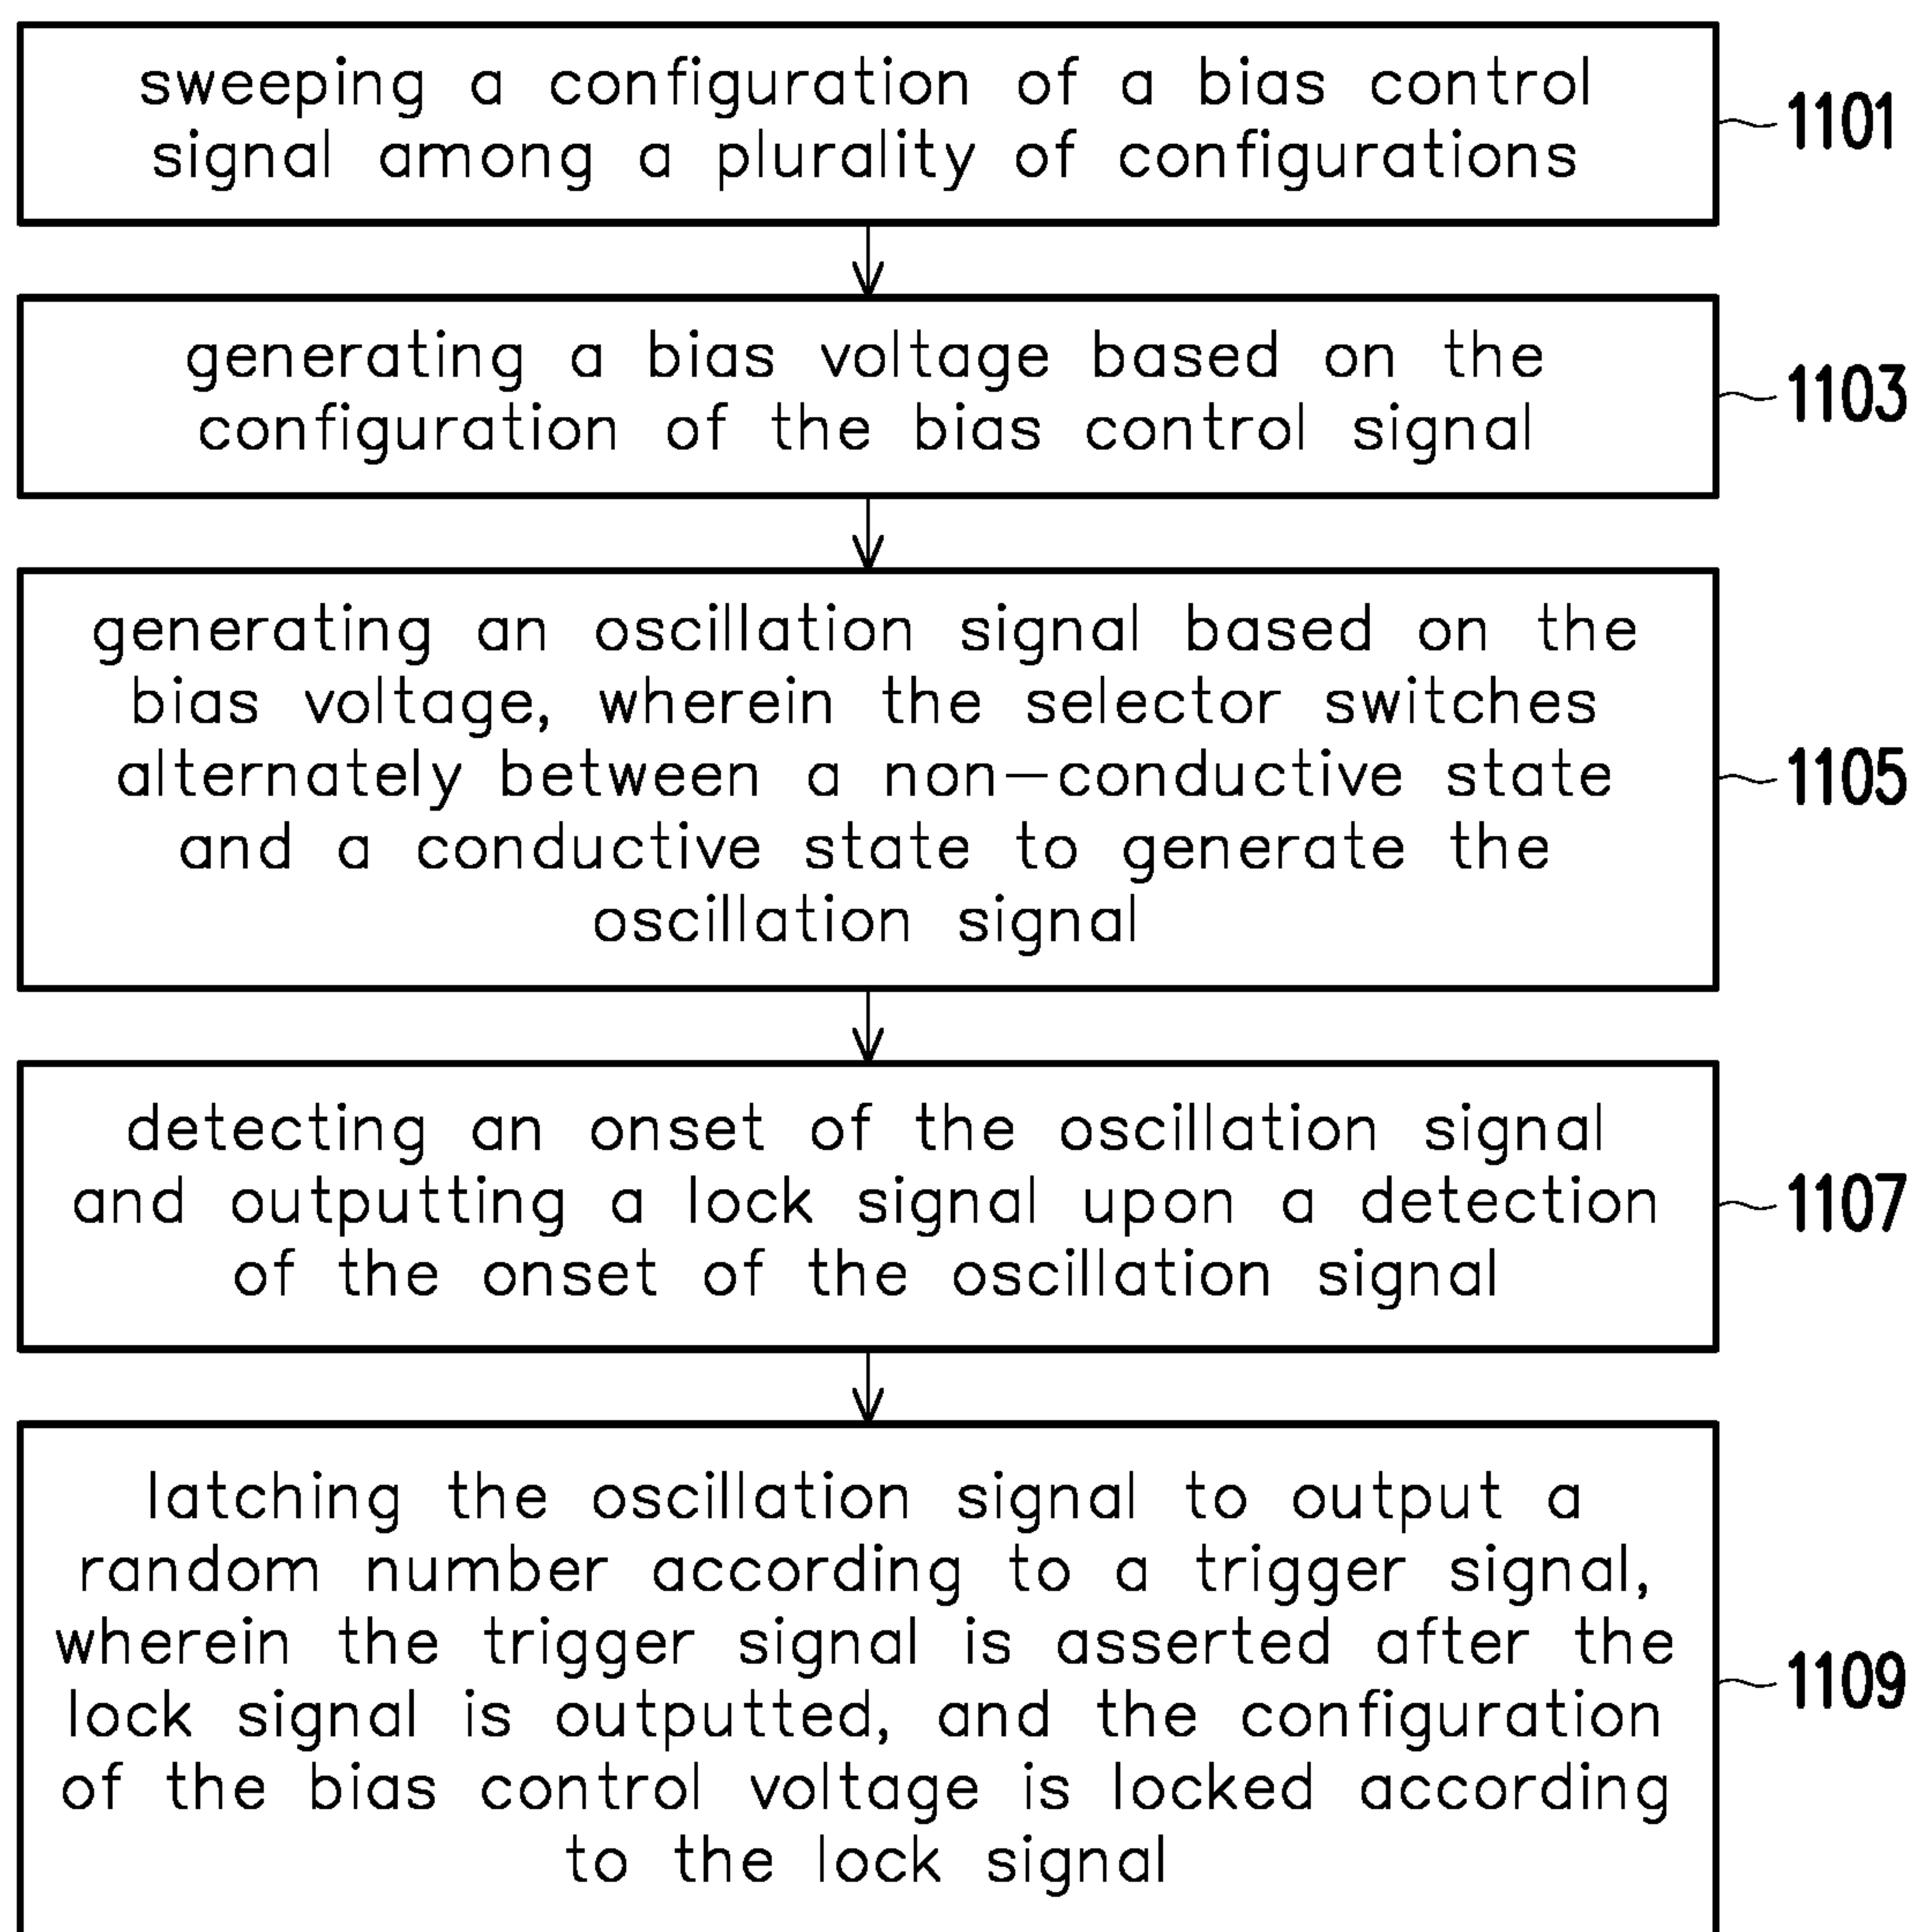 sweeping a configuration of a bias control
signal among a plurality of configurations
1101
generating a bias voltage based on the
configuration of the bias control signal
1103
generating an oscillation signal based on the
bias voltage, wherein the selector switches
alternately between a non-conductive state
and a conductive state to generate the
oscillation signal
1105
detecting an onset of the oscillation signal
and outputting a lock signal upon a detection
of the onset of the oscillation signal
1107
latching the oscillation signal to output a
random number according to a trigger signal,
wherein the trigger signal is asserted after the
lock signal is outputted, and the configuration
of the bias control voltage is locked according
to the lock signal
1109